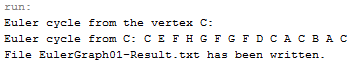 run:
Euler cycle from the vertex C:
Euler cycle from C: C E F H G F G F D C A C B A C
File EulerGraph01-Result.txt has been written.